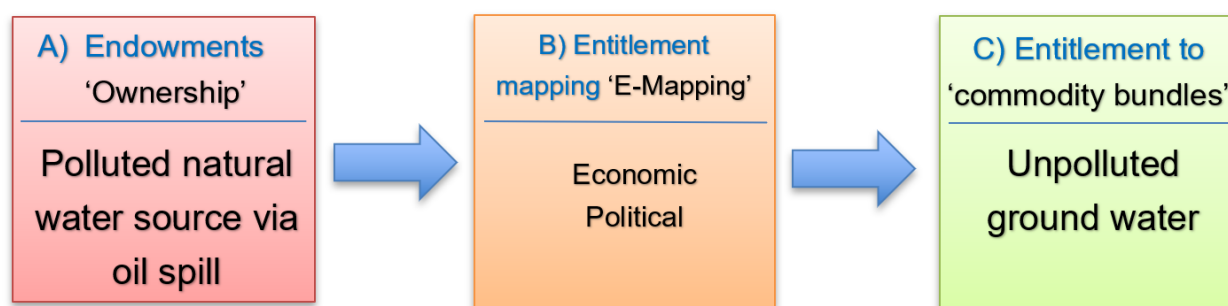 A) Endowments
‘Ownership’
Polluted natural
water source via
oil spill
B) Entitlement
mapping ‘E-Mapping’
Economic
Political
C) Entitlement to
‘commodity bundles’
Unpolluted
ground water